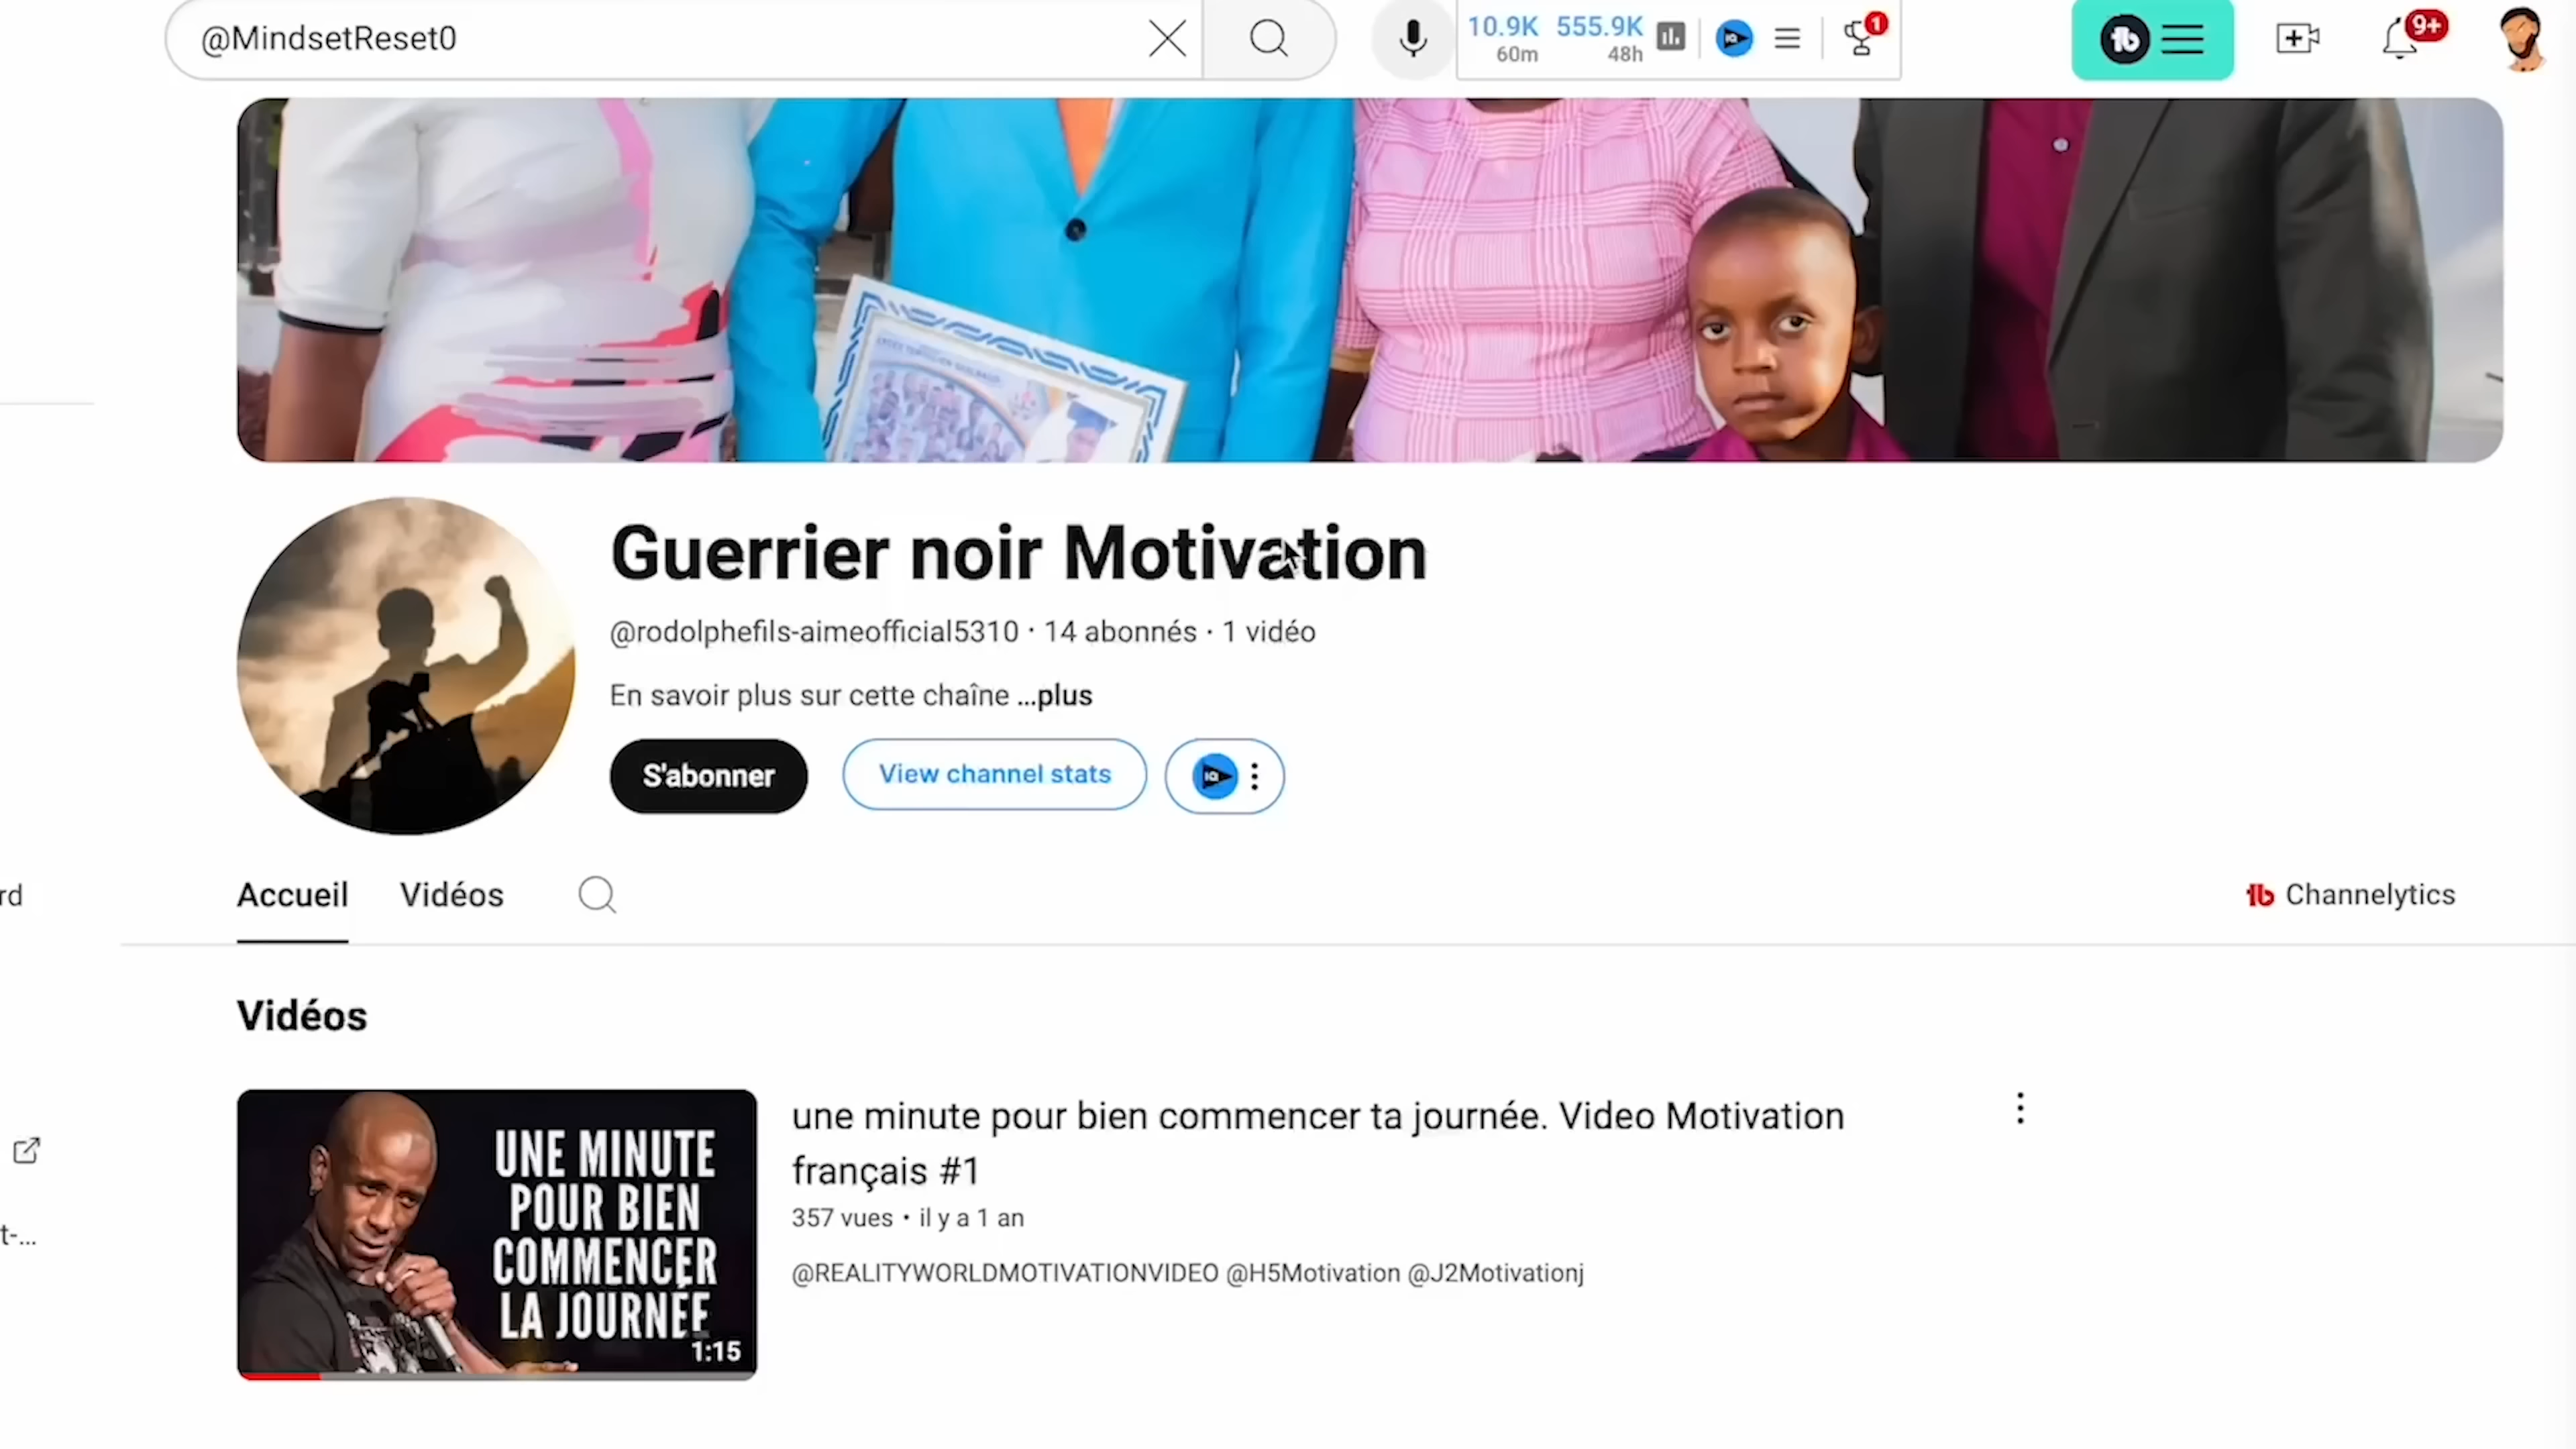 @MindsetReset0
10.9K 555.9K
60m 48h
1
9+
Guerrier noir Motivation
@rodolphefils-aimeofficial5310 · 14 abonnés · 1 vidéo
En savoir plus sur cette chaîne ...plus
S'abonner
View channel stats
IQ
rd
Accueil
Vidéos
Channelytics
Vidéos
UNE MINUTE
POUR BIEN
COMMENCER
LA JOURNÉE
1:15
une minute pour bien commencer ta journée. Video Motivation
français #1
357 vues • il y a 1 an
@REALITYWORLDMOTIVATIONVIDEO @H5Motivation @J2Motivationj
t-...